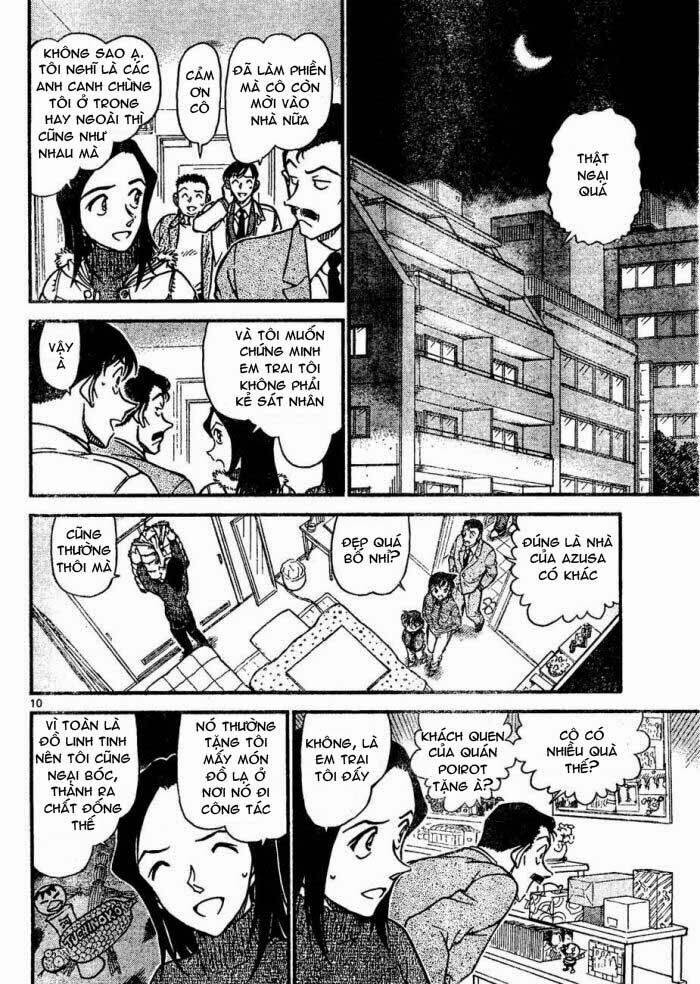 THẬT
NGẠI
QUÁ
ĐÃ LÀM PHIỀN
MÀ CÔ CÒN
MỜI VÀO
NHÀ NỮA
CẢM
ƠN
CÔ
KHÔNG SAO Ạ,
TÔI NGHĨ LÀ CÁC
ANH CANH CHỪNG
TÔI Ở TRONG
HAY NGOÀI THÌ
CŨNG NHƯ
NHAU MÀ
VÀ TÔI MUỐN
CHỨNG MINH
EM TRAI TÔI
KHÔNG PHẢI
KẺ SÁT NHÂN
VẬY
À
ĐÚNG LÀ NHÀ
CỦA AZUSA
CÓ KHÁC
ĐẸP QUÁ
BỐ NHỈ?
CŨNG
THƯỜNG
THÔI MÀ
10
CÔ CÓ
NHIỀU QUÀ
THẾ?
KHÁCH QUEN
CỦA QUÁN
POIROT
TẶNG À?
KHÔNG, LÀ
EM TRAI
TÔI ĐẤY
NÓ THƯỜNG
TẶNG TÔI
MẤY MÓN
ĐỒ LẠ Ở
NƠI NÓ ĐI
CÔNG TÁC
VÌ TOÀN LÀ
ĐỒ LINH TINH
NÊN TÔI CŨNG
NGẠI BÓC,
THÀNH RA
CHẤT ĐỐNG
THẾ
TUCHINOKO